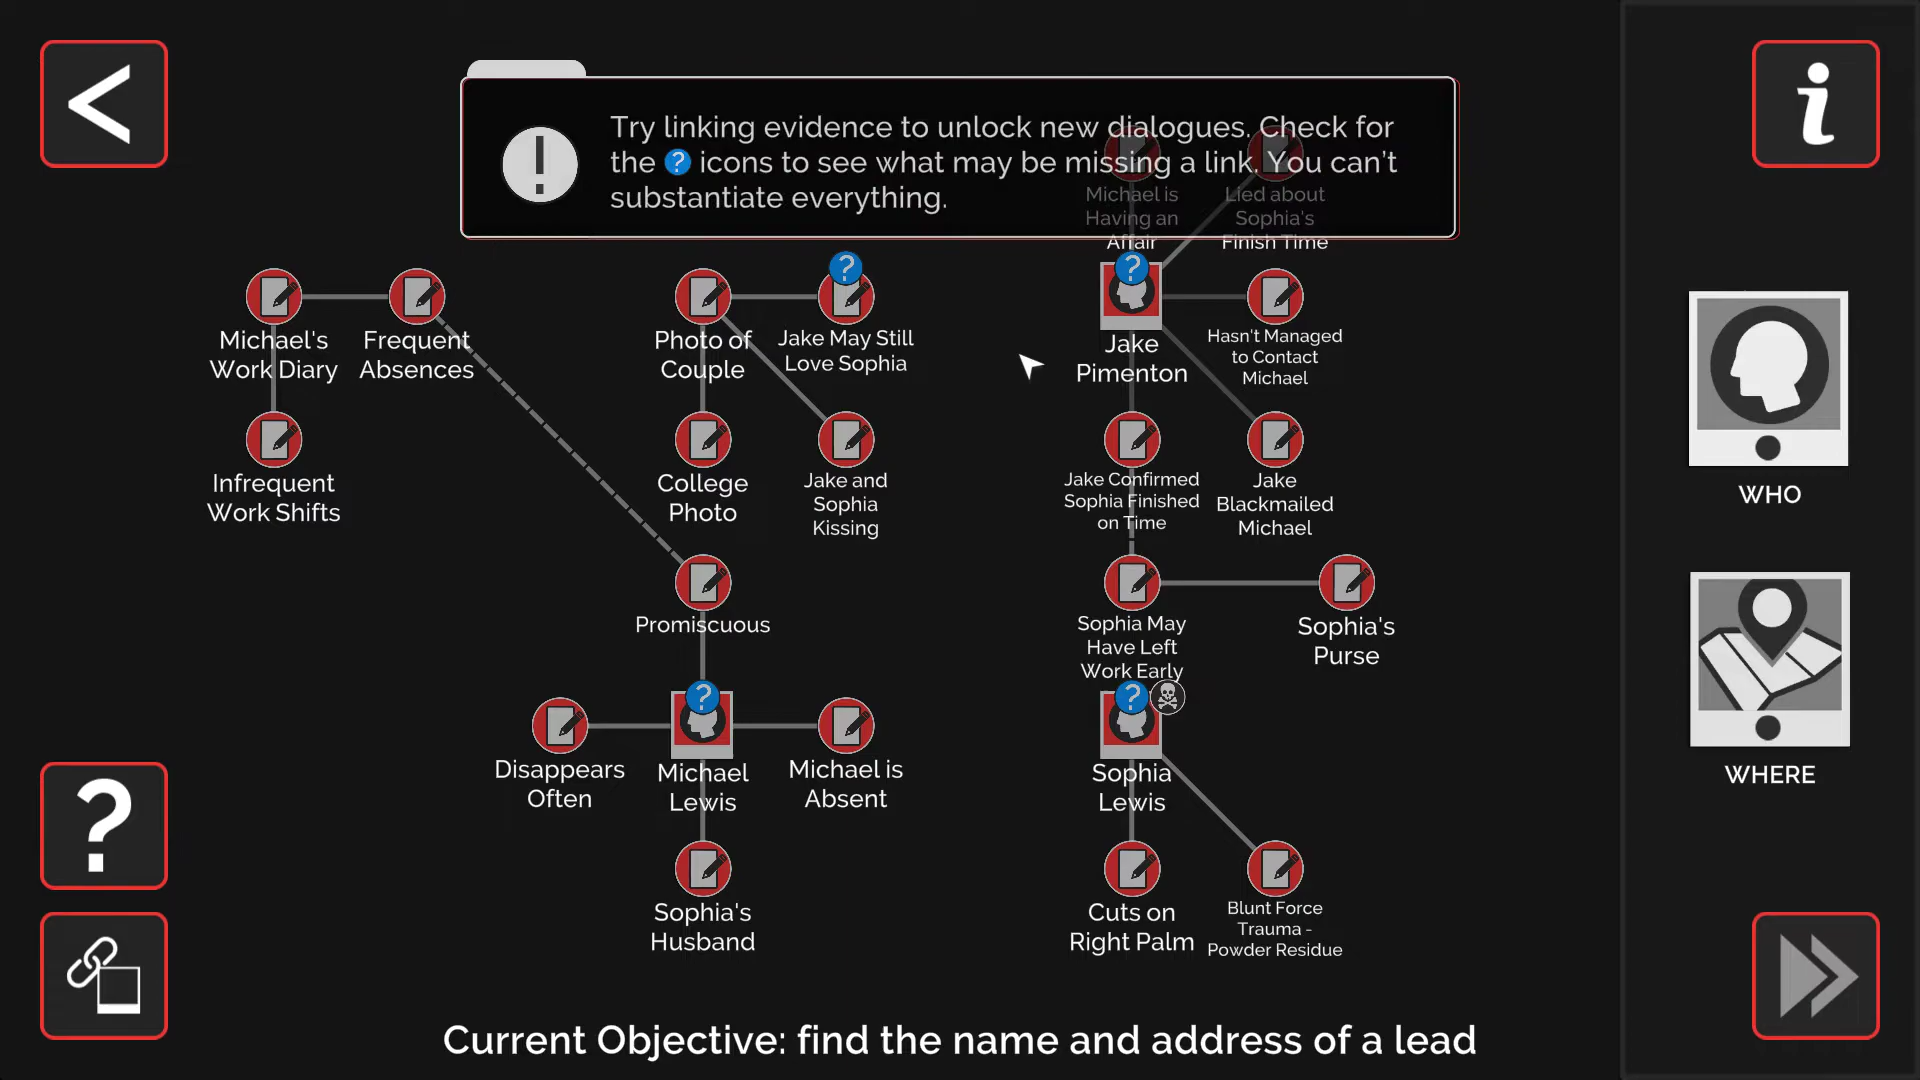 Try linking evidence to unlock new dialogues. Check for
the ? icons to see what may be missing a link. You can't
substantiate everything.
Michael is
Having an
Affair
Lied about
Sophia's
Finish Time
Michael's
Work Diary
Frequent
Absences
Photo of
Couple
Jake May Still
Love Sophia
Jake
Pimenton
Hasn't Managed
to Contact
Michael
Infrequent
Work Shifts
College
Photo
Jake and
Sophia
Kissing
Jake Confirmed
Sophia Finished
on Time
Jake
Blackmailed
Michael
WHO
Promiscuous
Sophia May
Have Left
Work Early
Sophia's
Purse
Disappears
Often
Michael
Lewis
Michael is
Absent
Sophia
Lewis
WHERE
Sophia's
Husband
Cuts on
Right Palm
Blunt Force
Trauma -
Powder Residue
Current Objective: find the name and address of a lead